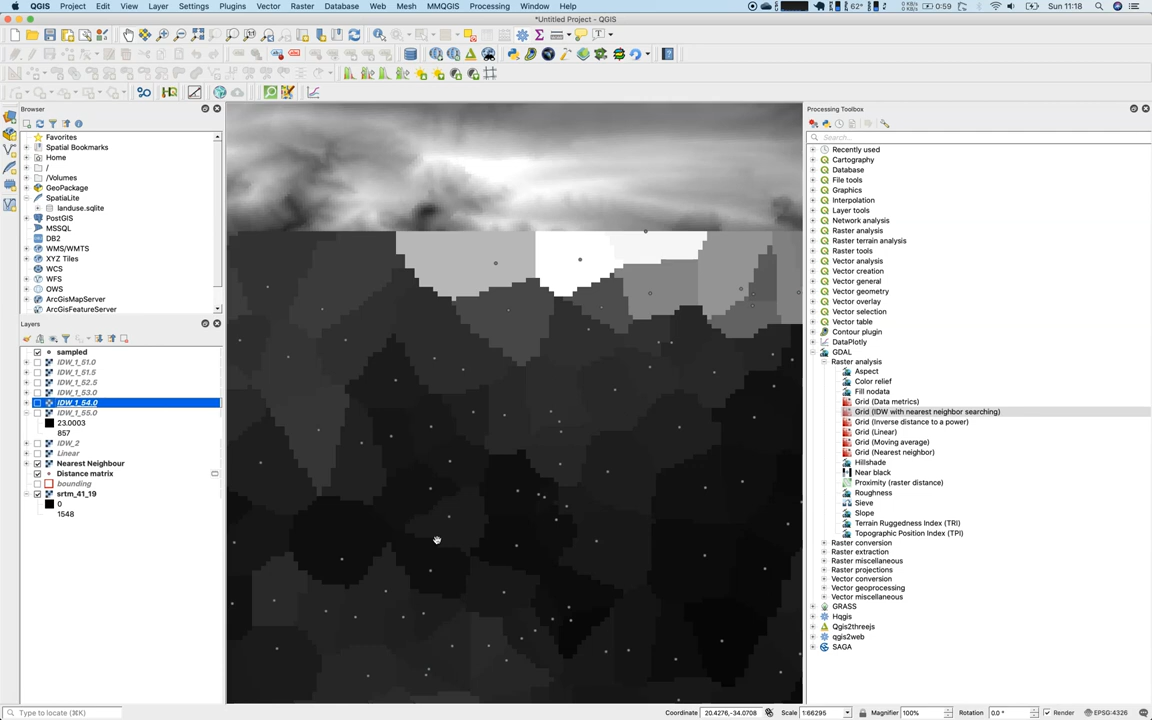 QGIS Project Edit View Layer Settings Plugins Vector Raster Database Web Mesh MMQGIS Processing Window Help
62° 0:59 Sun 11:18
*Untitled Project - QGIS
Browser
Favorites
Spatial Bookmarks
Home
/
/Volumes
GeoPackage
SpatiaLite
landuse.sqlite
PostGIS
MSSQL
DB2
WMS/WMTS
XYZ Tiles
WCS
WFS
OWS
ArcGisMapServer
ArcGisFeatureServer
Layers
sampled
IDW_1_51.0
IDW_1_51.5
IDW_1_52.5
IDW_1_53.0
IDW_1_54.0
IDW_1_55.0
23.0003
857
IDW_2
Linear
Nearest Neighbour
Distance matrix
bounding
srtm_41_19
0
1548
Processing Toolbox
Search...
Recently used
Cartography
Database
File tools
Graphics
Interpolation
Layer tools
Network analysis
Raster analysis
Raster terrain analysis
Raster tools
Vector analysis
Vector creation
Vector general
Vector geometry
Vector overlay
Vector selection
Vector table
Contour plugin
DataPlotly
GDAL
Raster analysis
Aspect
Color relief
Fill nodata
Grid (Data metrics)
Grid (IDW with nearest neighbor searching)
Grid (Inverse distance to a power)
Grid (Linear)
Grid (Moving average)
Grid (Nearest neighbor)
Hillshade
Near black
Proximity (raster distance)
Roughness
Sieve
Slope
Terrain Ruggedness Index (TRI)
Topographic Position Index (TPI)
Raster conversion
Raster extraction
Raster miscellaneous
Raster projections
Vector conversion
Vector geoprocessing
Vector miscellaneous
GRASS
Hqgis
Qgis2threejs
qgis2web
SAGA
Type to locate (⌘K) Coordinate 20.4276,-34.0708 Scale 1:66295 Magnifier 100% Rotation 0.0 ° Render EPSG:4326